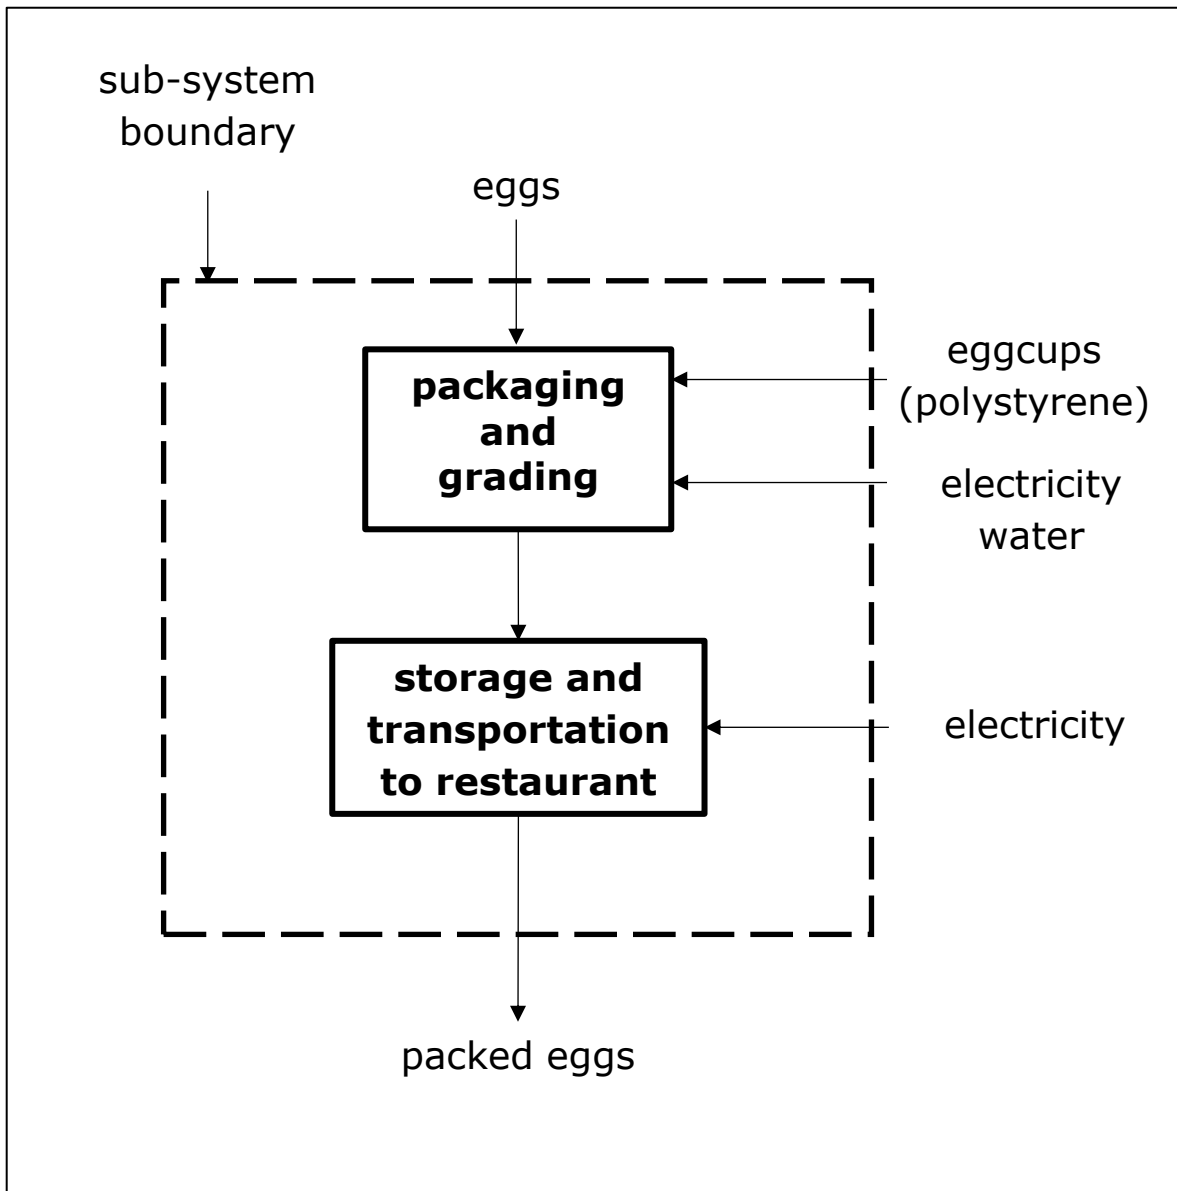 sub-system
boundary
eggs
packaging
and
grading
eggcups
(polystyrene)
electricity
water
storage and
transportation
to restaurant
electricity
packed eggs